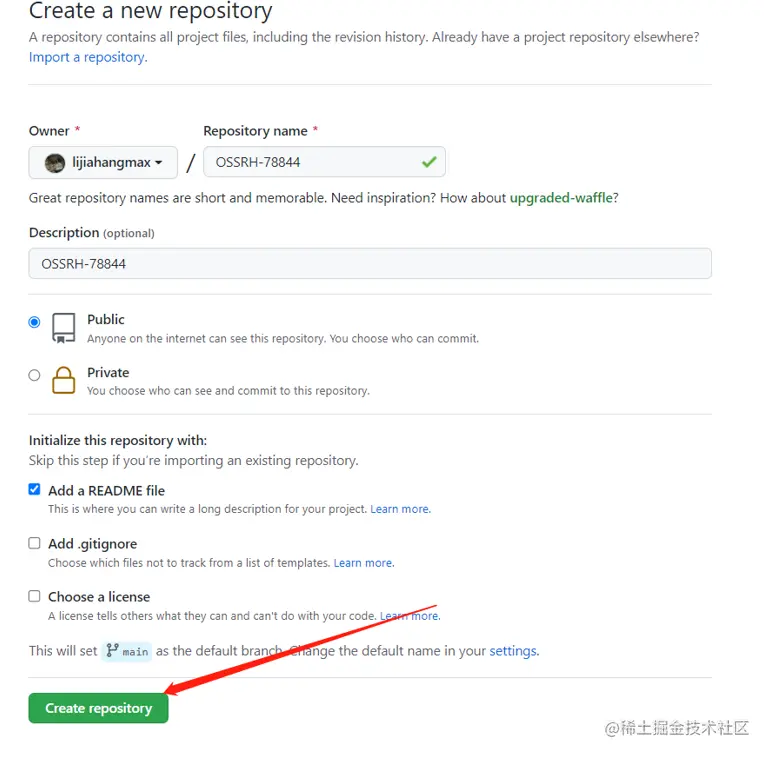 Create a new repository
A repository contains all project files, including the revision history. Already have a project repository elsewhere?
Import a repository.
Owner *
Repository name *
lijiahangmax
/
OSSRH-78844
Great repository names are short and memorable. Need inspiration? How about upgraded-waffle?
Description (optional)
OSSRH-78844
Public
Anyone on the internet can see this repository. You choose who can commit.
Private
You choose who can see and commit to this repository.
Initialize this repository with:
Skip this step if you're importing an existing repository.
Add a README file
This is where you can write a long description for your project. Learn more.
Add .gitignore
Choose which files not to track from a list of templates. Learn more.
Choose a license
A license tells others what they can and can't do with your code. Learn more.
This will set main as the default branch. Change the default name in your settings.
Create repository
@稀土掘金技术社区